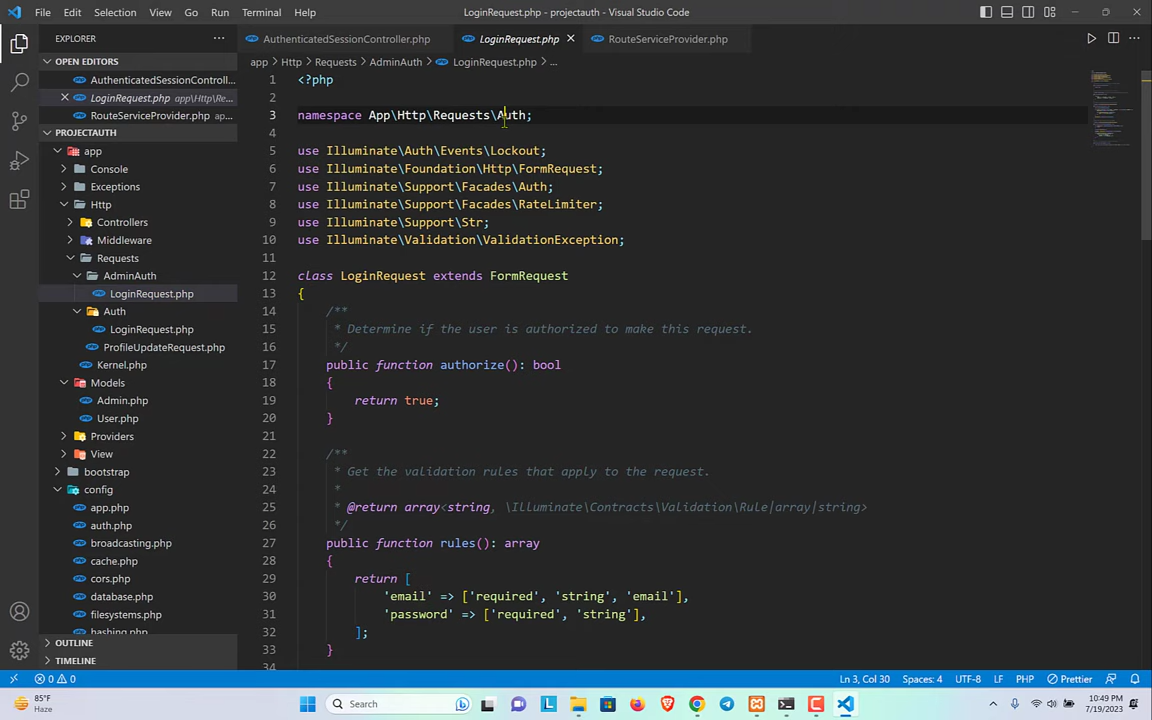 File Edit Selection View Go Run Terminal Help
LoginRequest.php - projectauth - Visual Studio Code
EXPLORER
OPEN EDITORS
AuthenticatedSessionControll...
LoginRequest.php app\Http\Re...
RouteServiceProvider.php
PROJECTAUTH
app
Console
Exceptions
Http
Controllers
Middleware
Requests
AdminAuth
LoginRequest.php
Auth
LoginRequest.php
ProfileUpdateRequest.php
Kernel.php
Models
Admin.php
User.php
Providers
View
bootstrap
config
app.php
auth.php
broadcasting.php
cache.php
cors.php
database.php
filesystems.php
hashing.php
OUTLINE
TIMELINE
AuthenticatedSessionController.php LoginRequest.php RouteServiceProvider.php
app > Http > Requests > AdminAuth > LoginRequest.php > ...
1 <?php
2
3 namespace App\Http\Requests\Auth;
4
5 use Illuminate\Auth\Events\Lockout;
6 use Illuminate\Foundation\Http\FormRequest;
7 use Illuminate\Support\Facades\Auth;
8 use Illuminate\Support\Facades\RateLimiter;
9 use Illuminate\Support\Str;
10 use Illuminate\Validation\ValidationException;
11
12 class LoginRequest extends FormRequest
13 {
14 /**
15 * Determine if the user is authorized to make this request.
16 */
17 public function authorize(): bool
18 {
19 return true;
20 }
21
22 /**
23 * Get the validation rules that apply to the request.
24 *
25 * @return array<string, \Illuminate\Contracts\Validation\Rule|array|string>
26 */
27 public function rules(): array
28 {
29 return [
30 'email' => ['required', 'string', 'email'],
31 'password' => ['required', 'string'],
32 ];
33 }
34
0 0 Ln 3, Col 30 Spaces: 4 UTF-8 LF PHP Prettier
85°F
Haze
Search
10:49 PM
7/19/2023